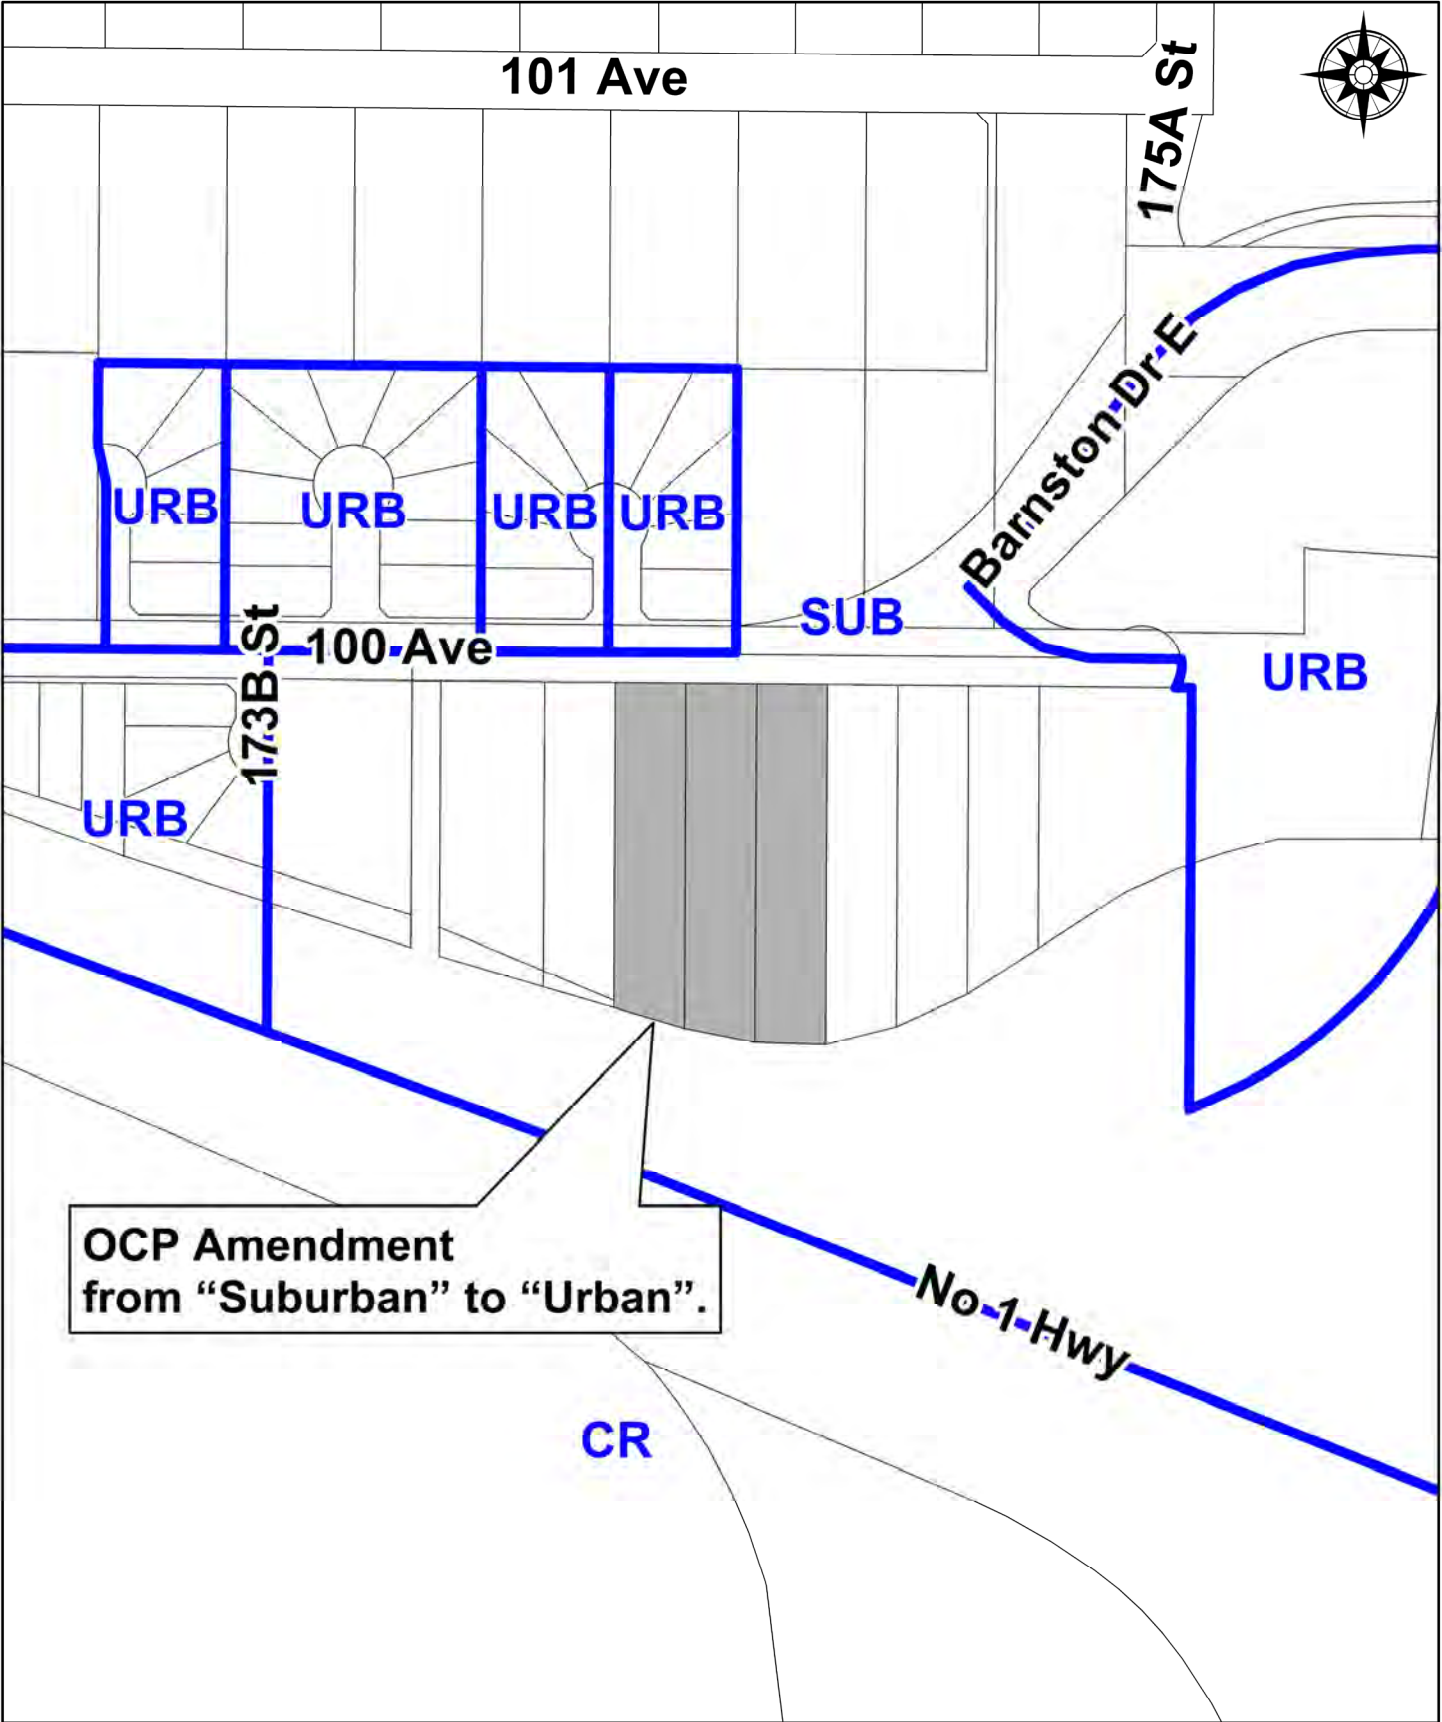 101 Ave
175A St
Barnston Dr E
URB
URB
URB
URB
SUB
100 Ave
173B St
URB
URB
OCP Amendment
from “Suburban” to “Urban”.
No 1 Hwy
CR